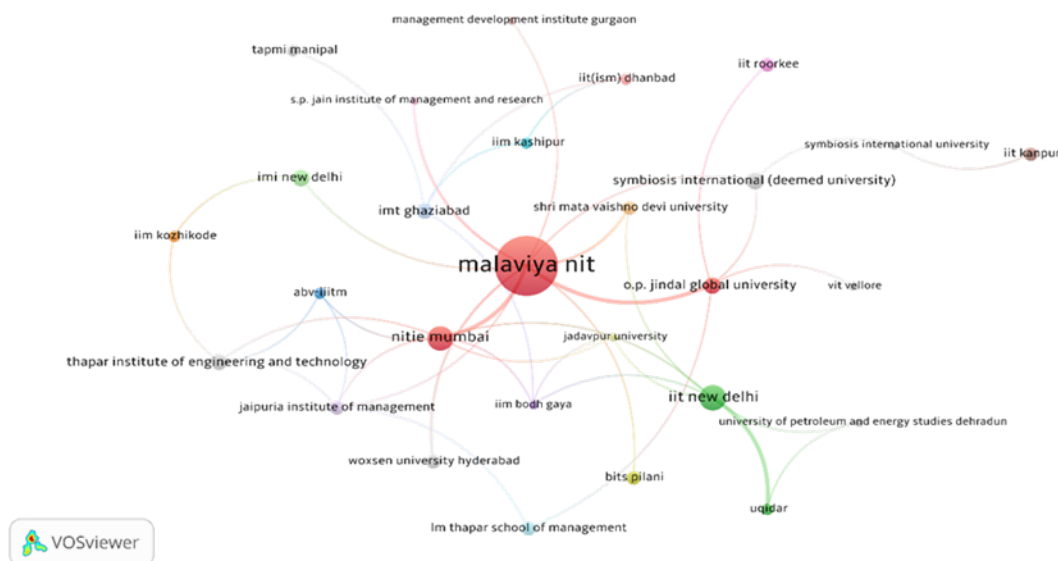 management development institute gurgaon
tapmi manipal
iit roorkee
iit(ism) dhanbad
s.p. jain institute of management and research
iim kashipur
symbiosis international university
iit kanpur
imi new delhi
symbiosis international (deemed university)
imt ghaziabad
shri mata vaishno devi university
iim kozhikode
malaviya nit
o.p. jindal global university
vit vellore
abv-iiitm
nitie mumbai
jadavpur university
thapar institute of engineering and technology
iit new delhi
jaipuria institute of management
iim bodh gaya
university of petroleum and energy studies dehradun
woxsen university hyderabad
bits pilani
uqidar
lm thapar school of management
VOSviewer